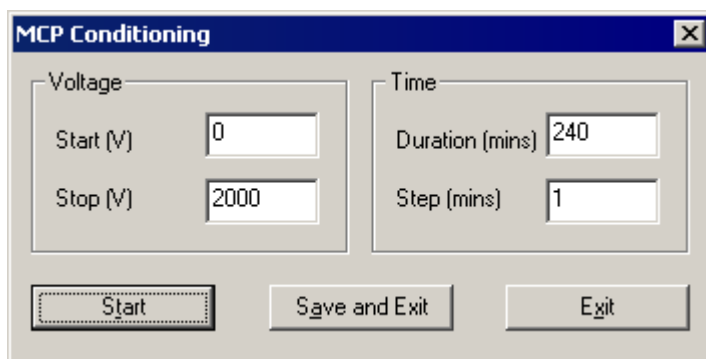 MCP Conditioning
Voltage
Start (V) 0
Stop (V) 2000
Time
Duration (mins) 240
Step (mins) 1
Start Save and Exit Exit